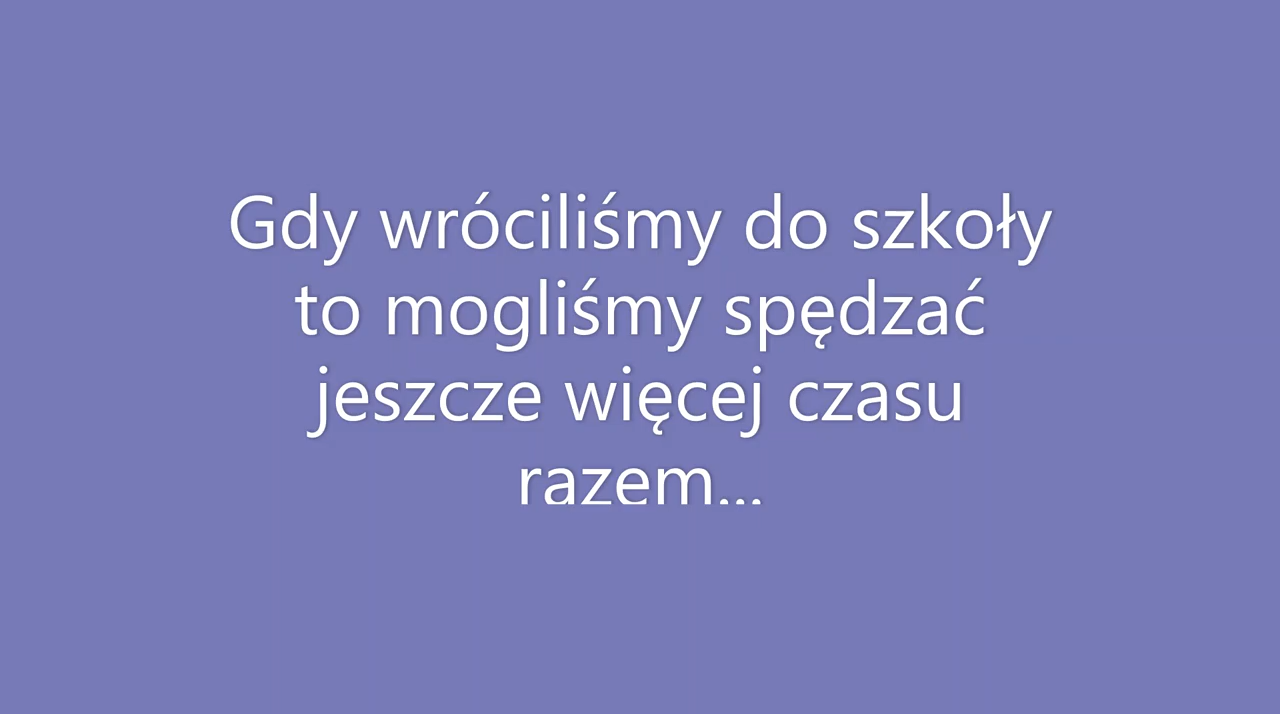 Gdy wróciliśmy do szkoły
to mogliśmy spędzać
jeszcze więcej czasu
razem...